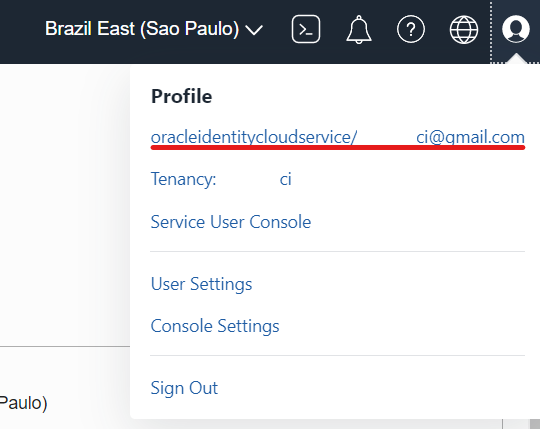 Brazil East (Sao Paulo)
Profile
oracleidentitycloudservice/ ci@gmail.com
Tenancy: ci
Service User Console
User Settings
Console Settings
Sign Out
Paulo)